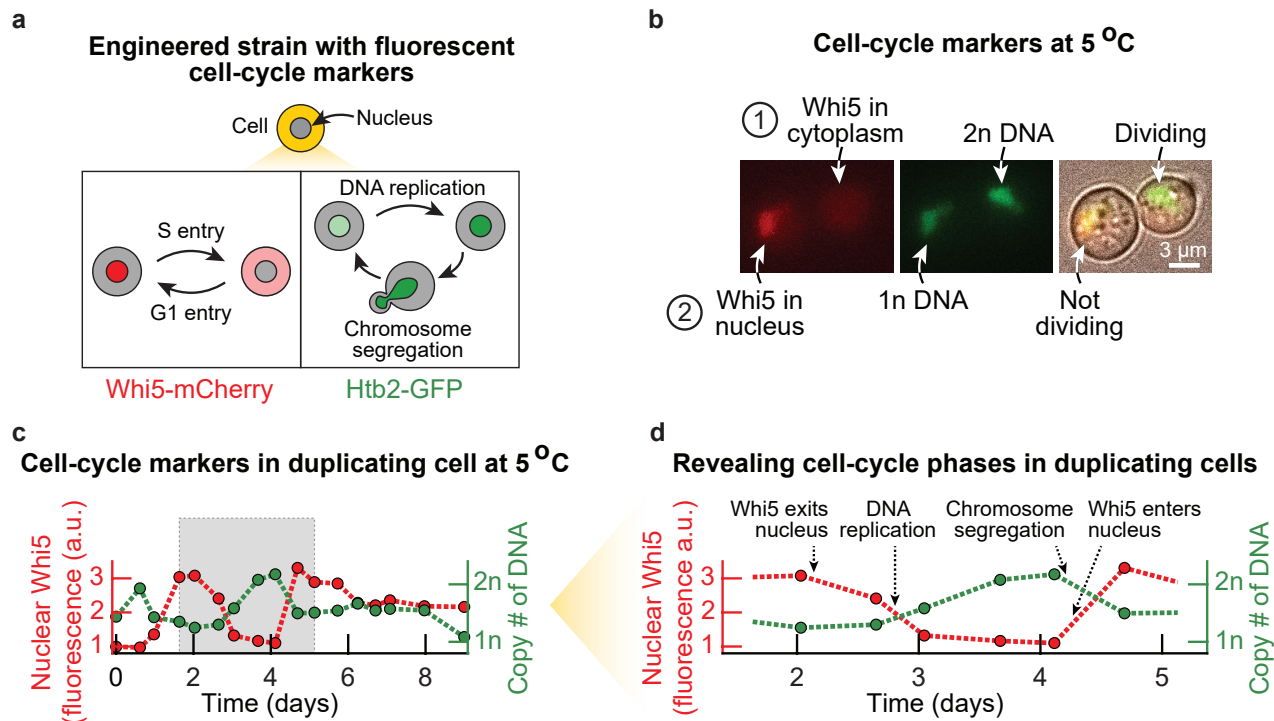 a
Engineered strain with fluorescent
cell-cycle markers
Cell
Nucleus
S entry
G1 entry
DNA replication
Chromosome
segregation
Whi5-mCherry
Htb2-GFP
b
Cell-cycle markers at 5 °C
1
Whi5 in
cytoplasm
2n DNA
Dividing
3 µm
2
Whi5 in
nucleus
1n DNA
Not
dividing
c
Cell-cycle markers in duplicating cell at 5 °C
Nuclear Whi5
(fluorescence (a.u.)
3
2
1
0
2
4
6
8
Time (days)
2n
1n
Copy # of DNA
d
Revealing cell-cycle phases in duplicating cells
Whi5 exits
nucleus
DNA
replication
Chromosome
segregation
Whi5 enters
nucleus
Nuclear Whi5
(fluorescence a.u.)
3
2
1
2
3
4
5
Time (days)
2n
1n
Copy # of DNA